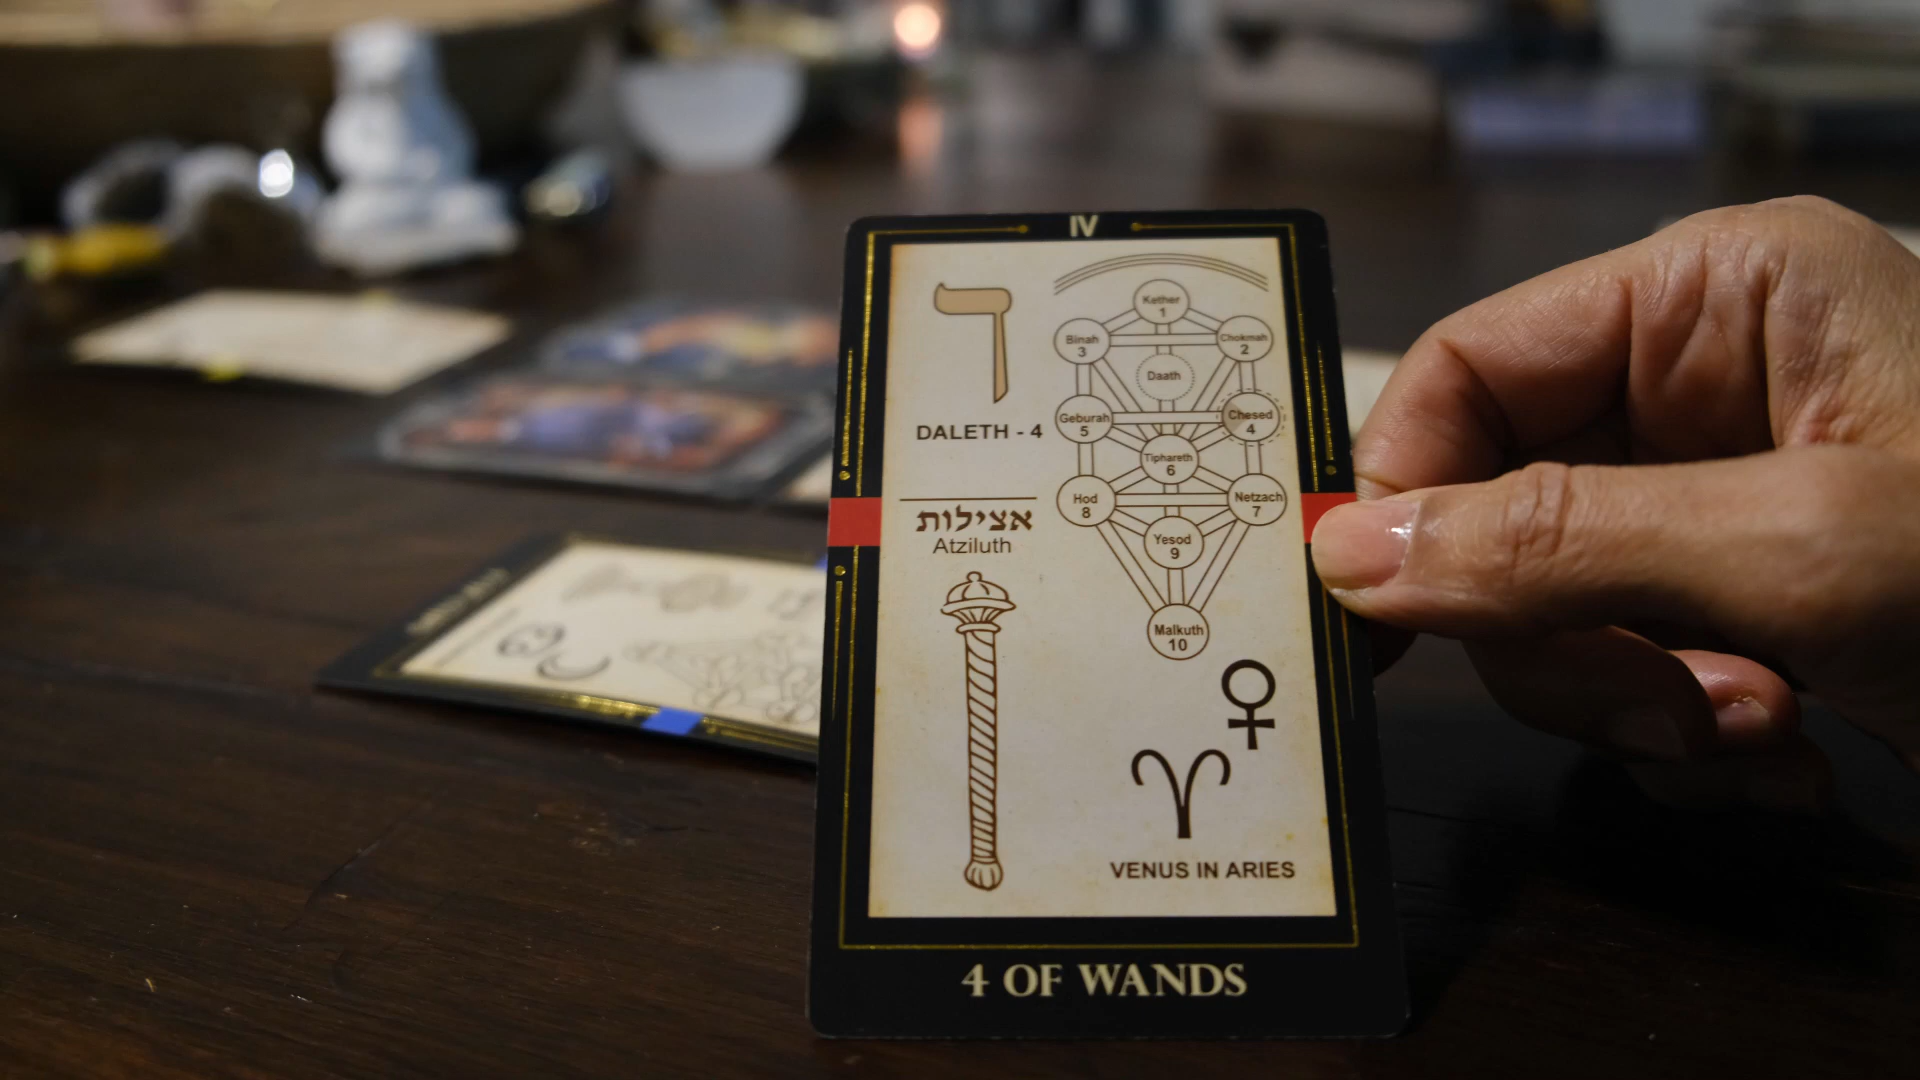 IV
ד
DALETH - 4
אצילות
Atziluth
Kether
1
Binah
3
Chokmah
2
Daath
Geburah
5
Chesed
4
Tiphareth
6
Hod
8
Netzach
7
Yesod
9
Malkuth
10
VENUS IN ARIES
4 OF WANDS